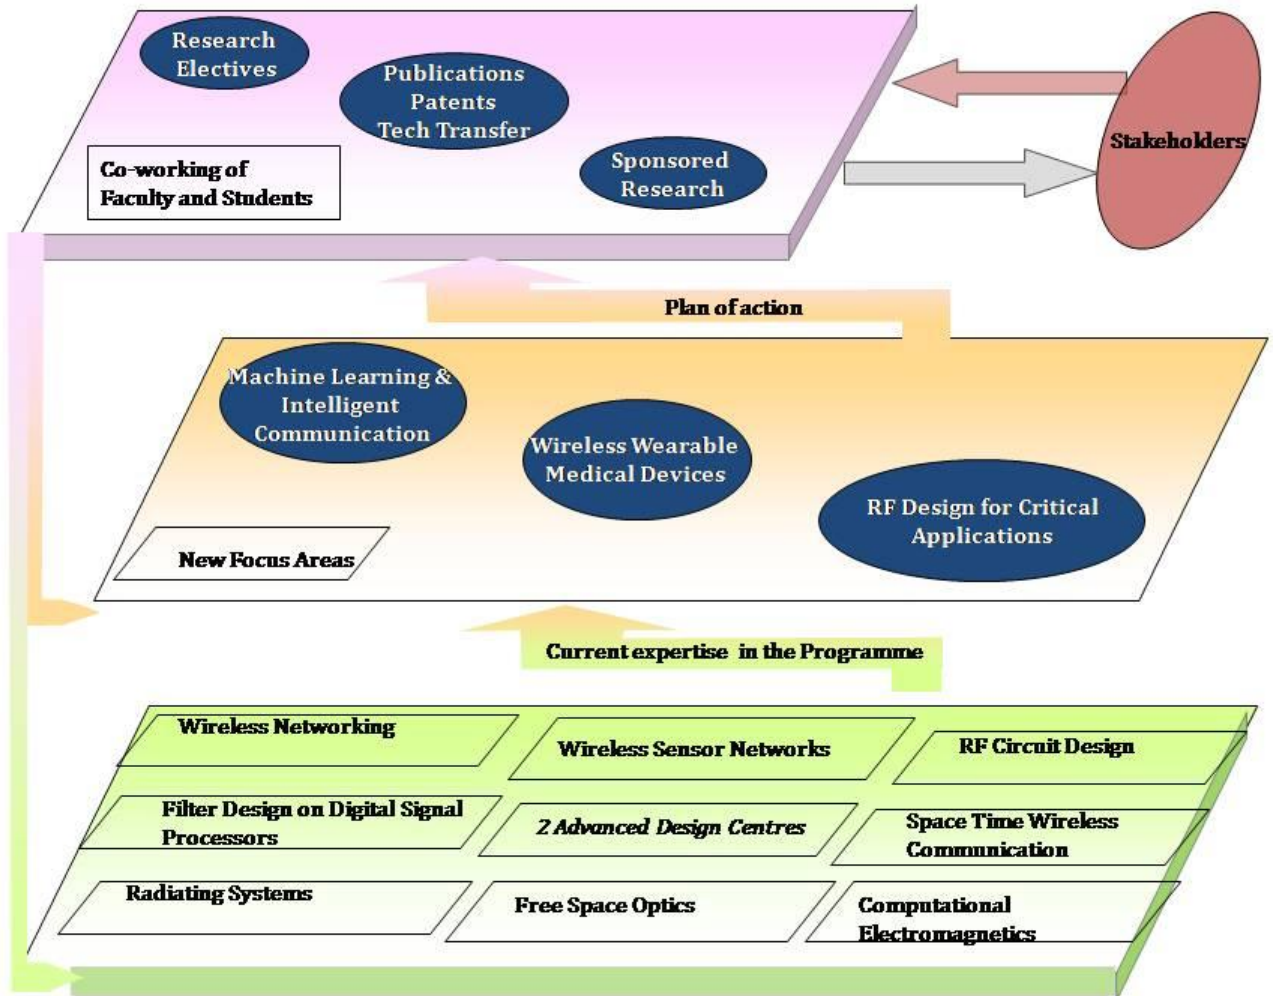 Research
Electives
Publications
Patents
Tech Transfer
Sponsored
Research
Co-working of
Faculty and Students
Stakeholders
Plan of action
Machine Learning &
Intelligent
Communication
Wireless Wearable
Medical Devices
RF Design for Critical
Applications
New Focus Areas
Current expertise in the Programme
Wireless Networking
Wireless Sensor Networks
RF Circuit Design
Filter Design on Digital Signal
Processors
2 Advanced Design Centres
Space Time Wireless
Communication
Radiating Systems
Free Space Optics
Computational
Electromagnetics